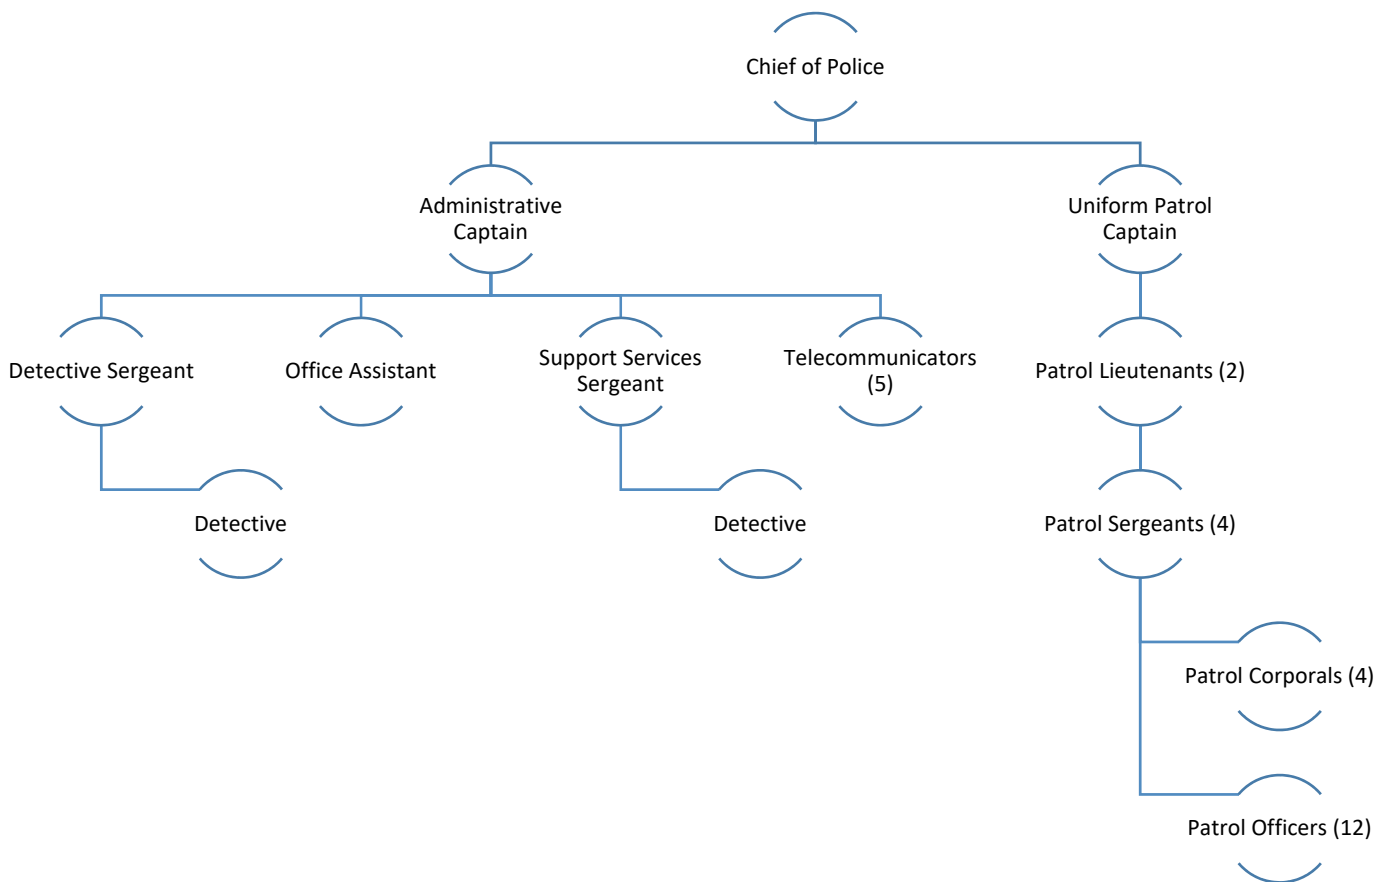 Chief of Police
Administrative
Captain
Uniform Patrol
Captain
Detective Sergeant
Office Assistant
Support Services
Sergeant
Telecommunicators
(5)
Patrol Lieutenants (2)
Detective
Detective
Patrol Sergeants (4)
Patrol Corporals (4)
Patrol Officers (12)